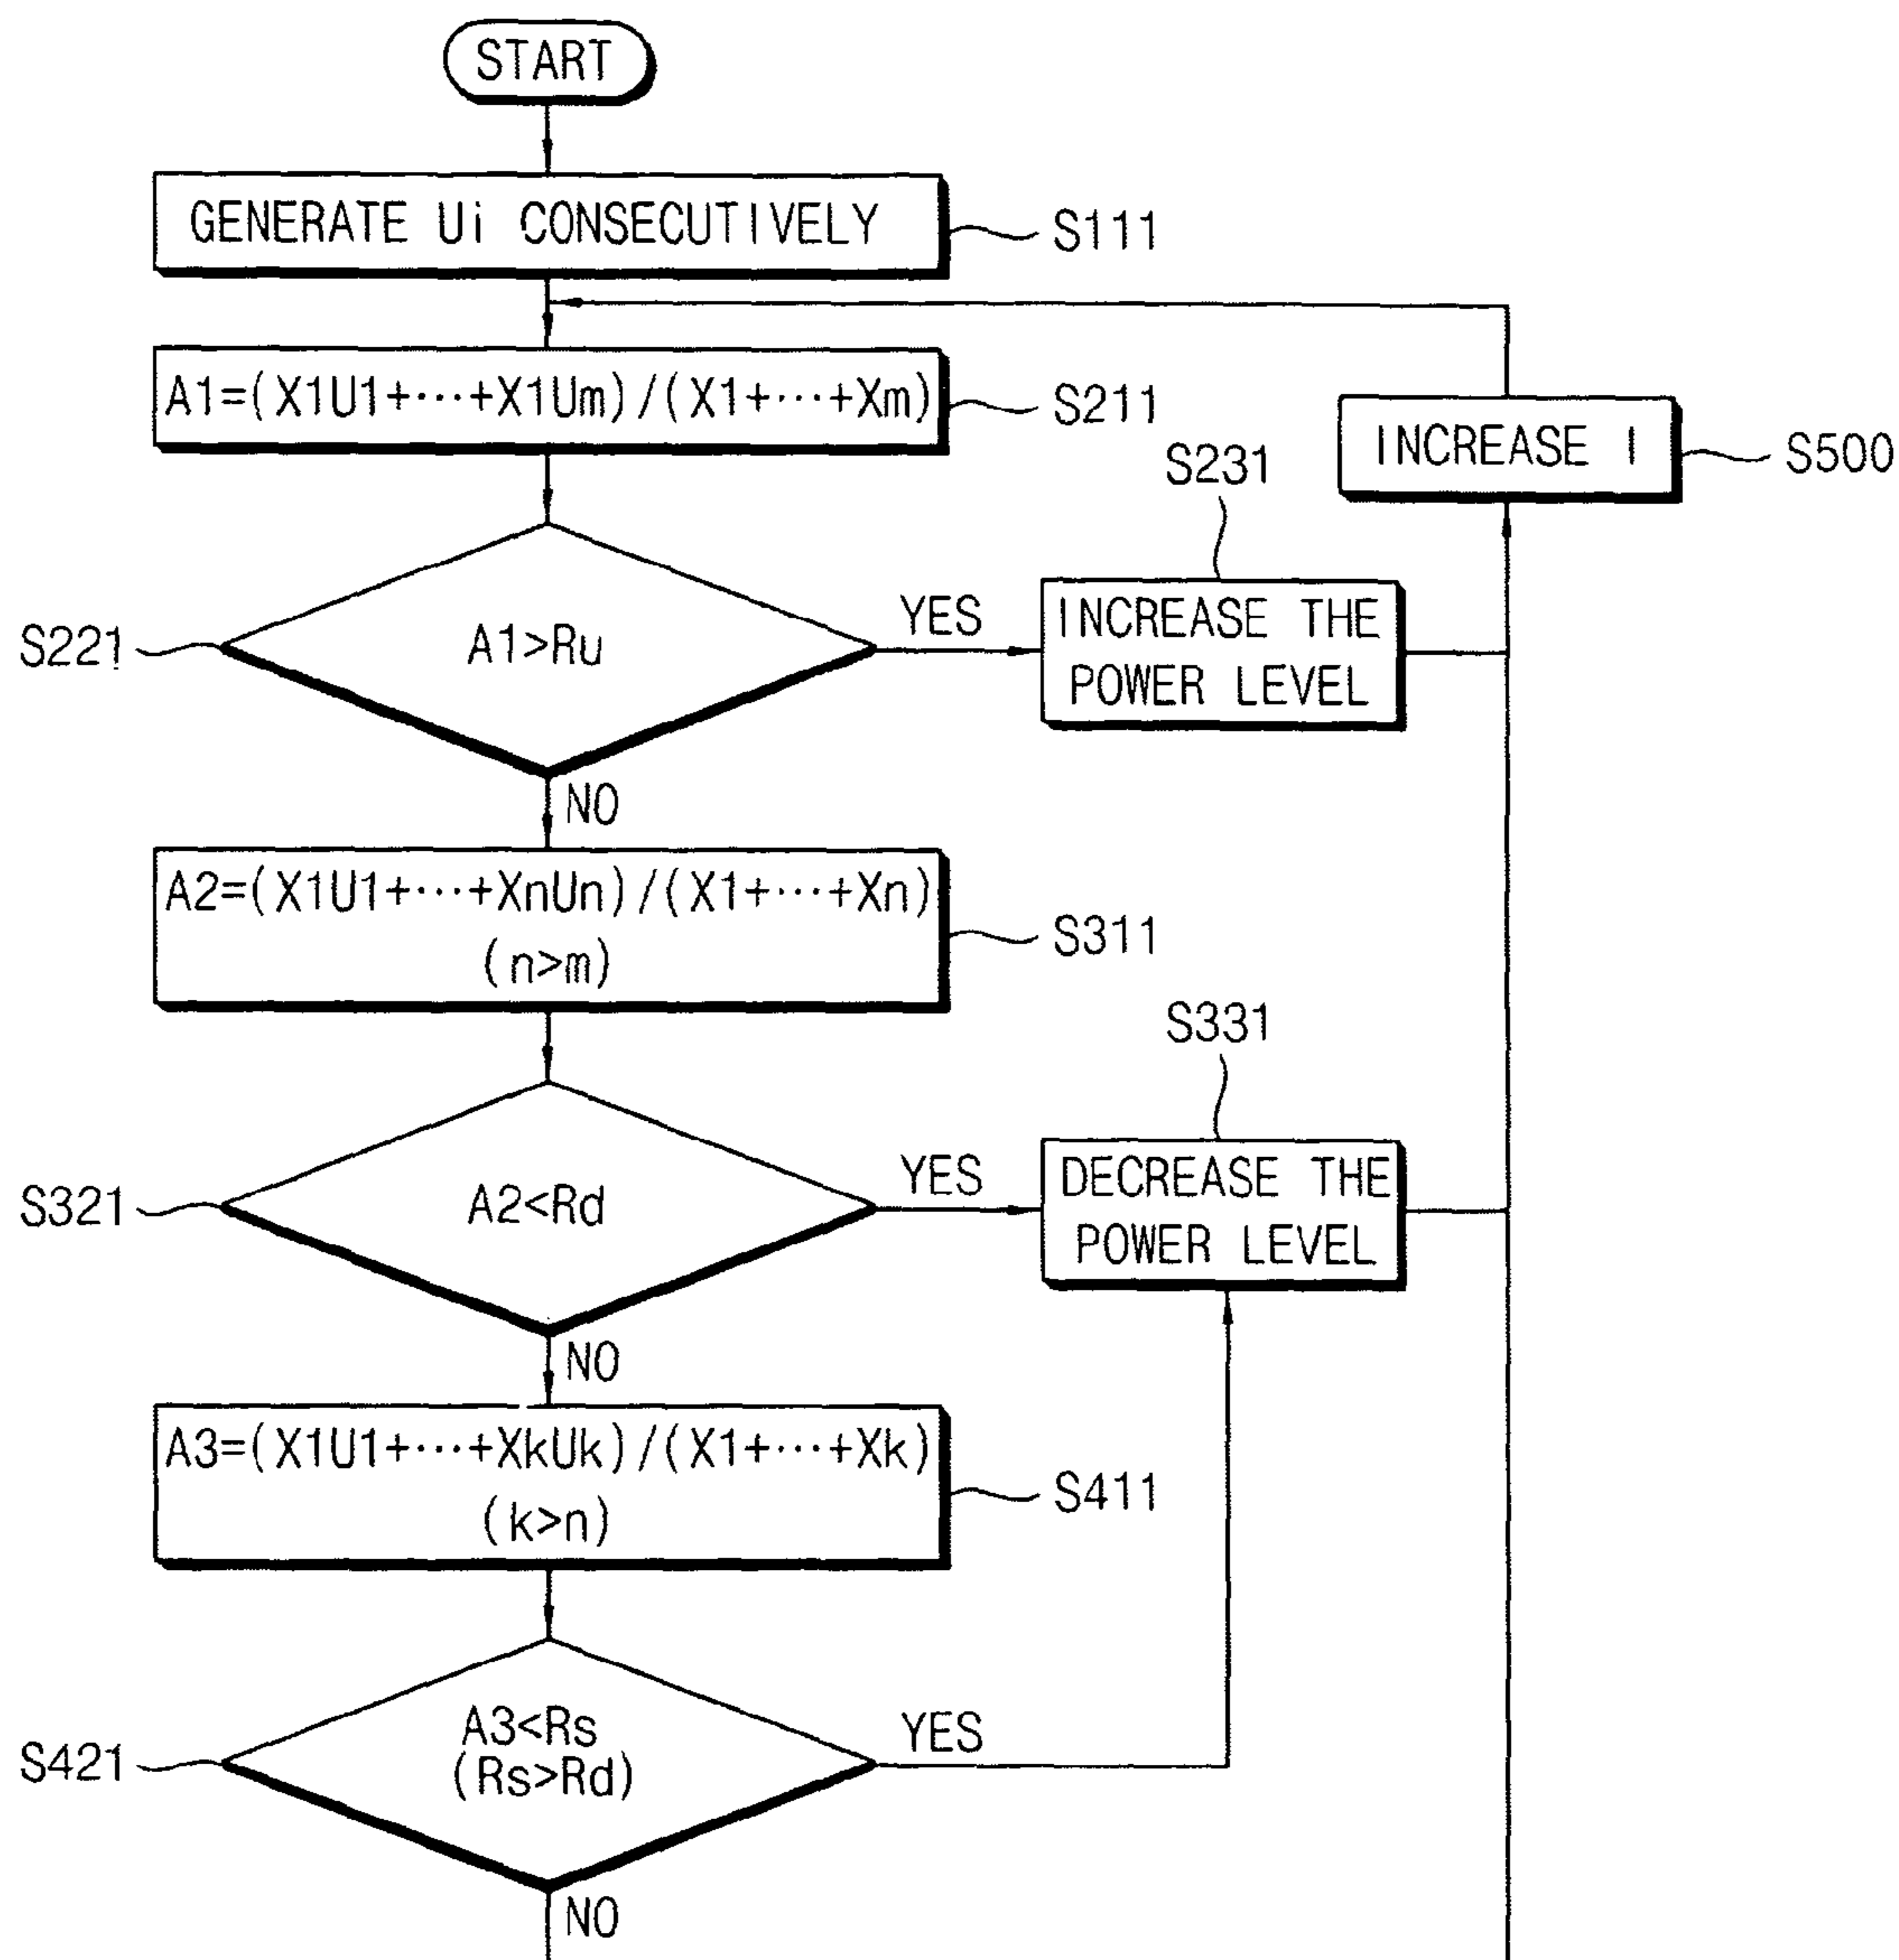 START
GENERATE Ui CONSECUTIVELY
S111
A1=(X1U1+···+X1Um)/(X1+···+Xm)
S211
INCREASE I
S500
S231
S221
A1>Ru
YES
INCREASE THE
POWER LEVEL
NO
A2=(X1U1+···+XnUn)/(X1+···+Xn)
(n>m)
S311
S331
S321
A2<Rd
YES
DECREASE THE
POWER LEVEL
NO
A3=(X1U1+···+XkUk)/(X1+···+Xk)
(k>n)
S411
S421
A3<Rs
(Rs>Rd)
YES
NO